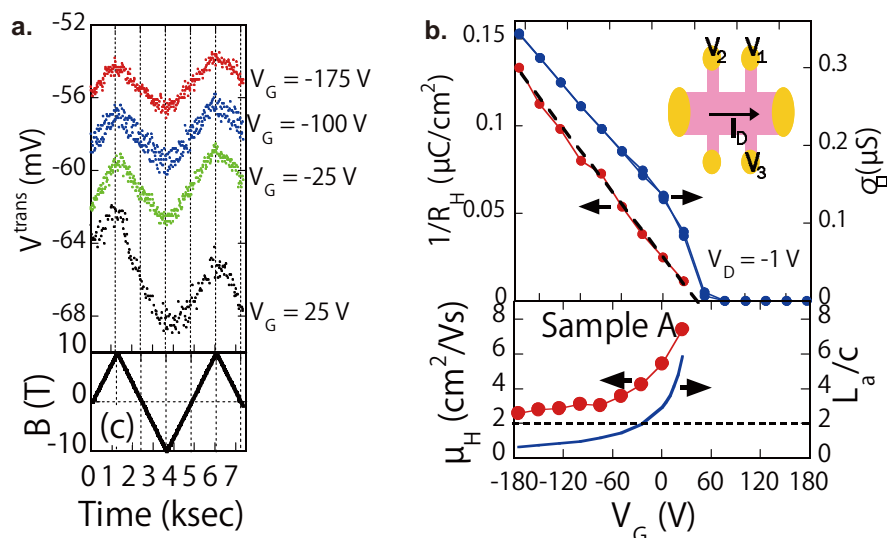 a.
-52
-56
-60
-64
-68
V^trans (mV)
V_G = -175 V
V_G = -100 V
V_G = -25 V
V_G = 25 V
10
0
-10
B (T)
(c)
0 1 2 3 4 5 6 7
Time (ksec)
b.
0.15
0.1
0.05
0
1/R_H (μC/cm²)
V_2 V_1
I_D
V_3
0.3
0.2
0.1
0
σ_□(μS)
V_D = -1 V
Sample A
8
6
4
2
0
μ_H (cm²/Vs)
8
6
4
2
0
L_a/c
-180 -120 -60 0 60 120 180
V_G (V)